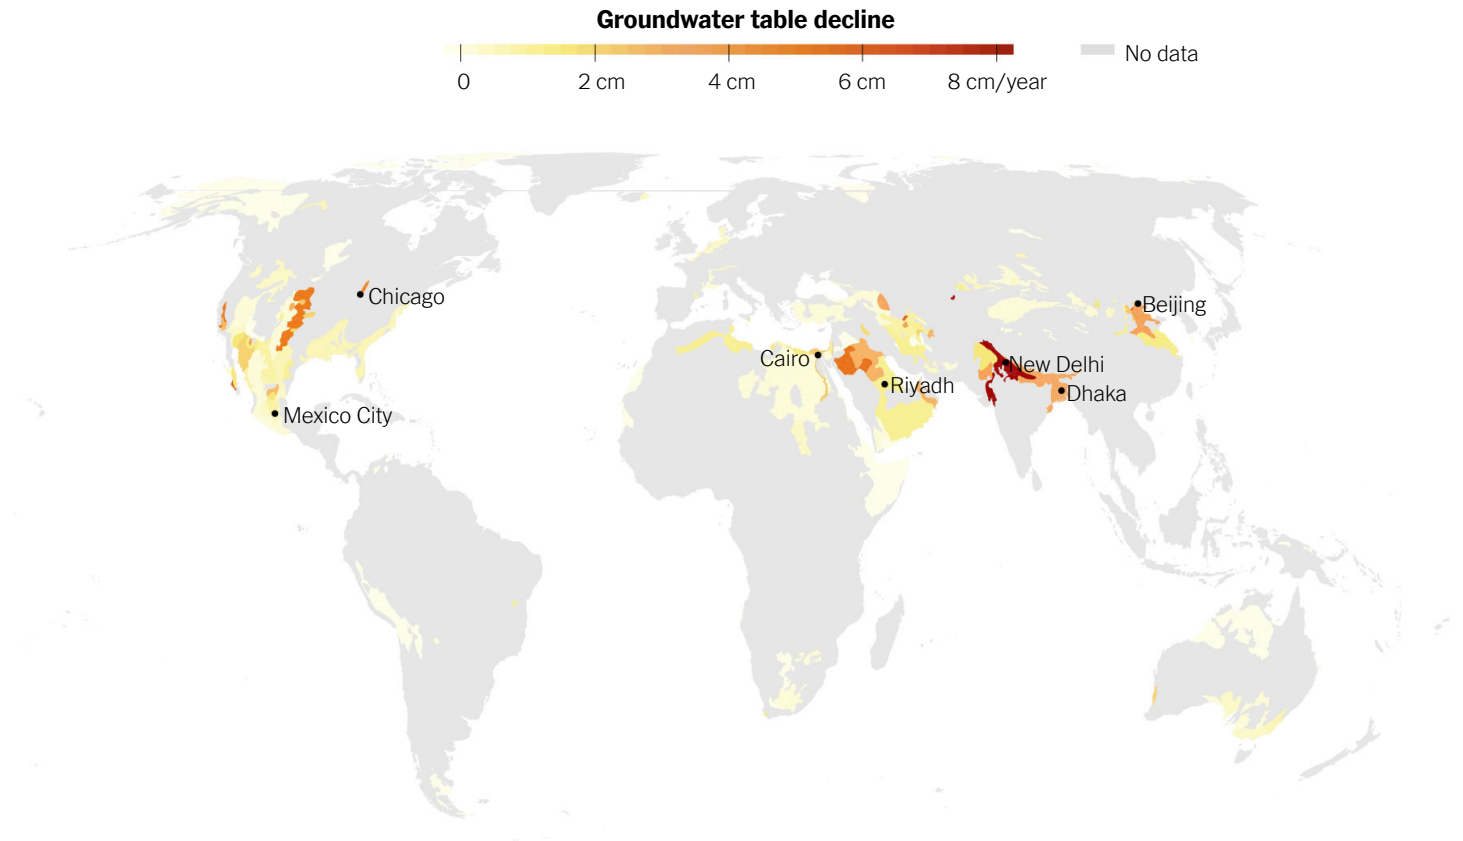 Groundwater table decline
0 2 cm 4 cm 6 cm 8 cm/year
No data
Chicago
Beijing
Cairo
New Delhi
Riyadh
Dhaka
Mexico City